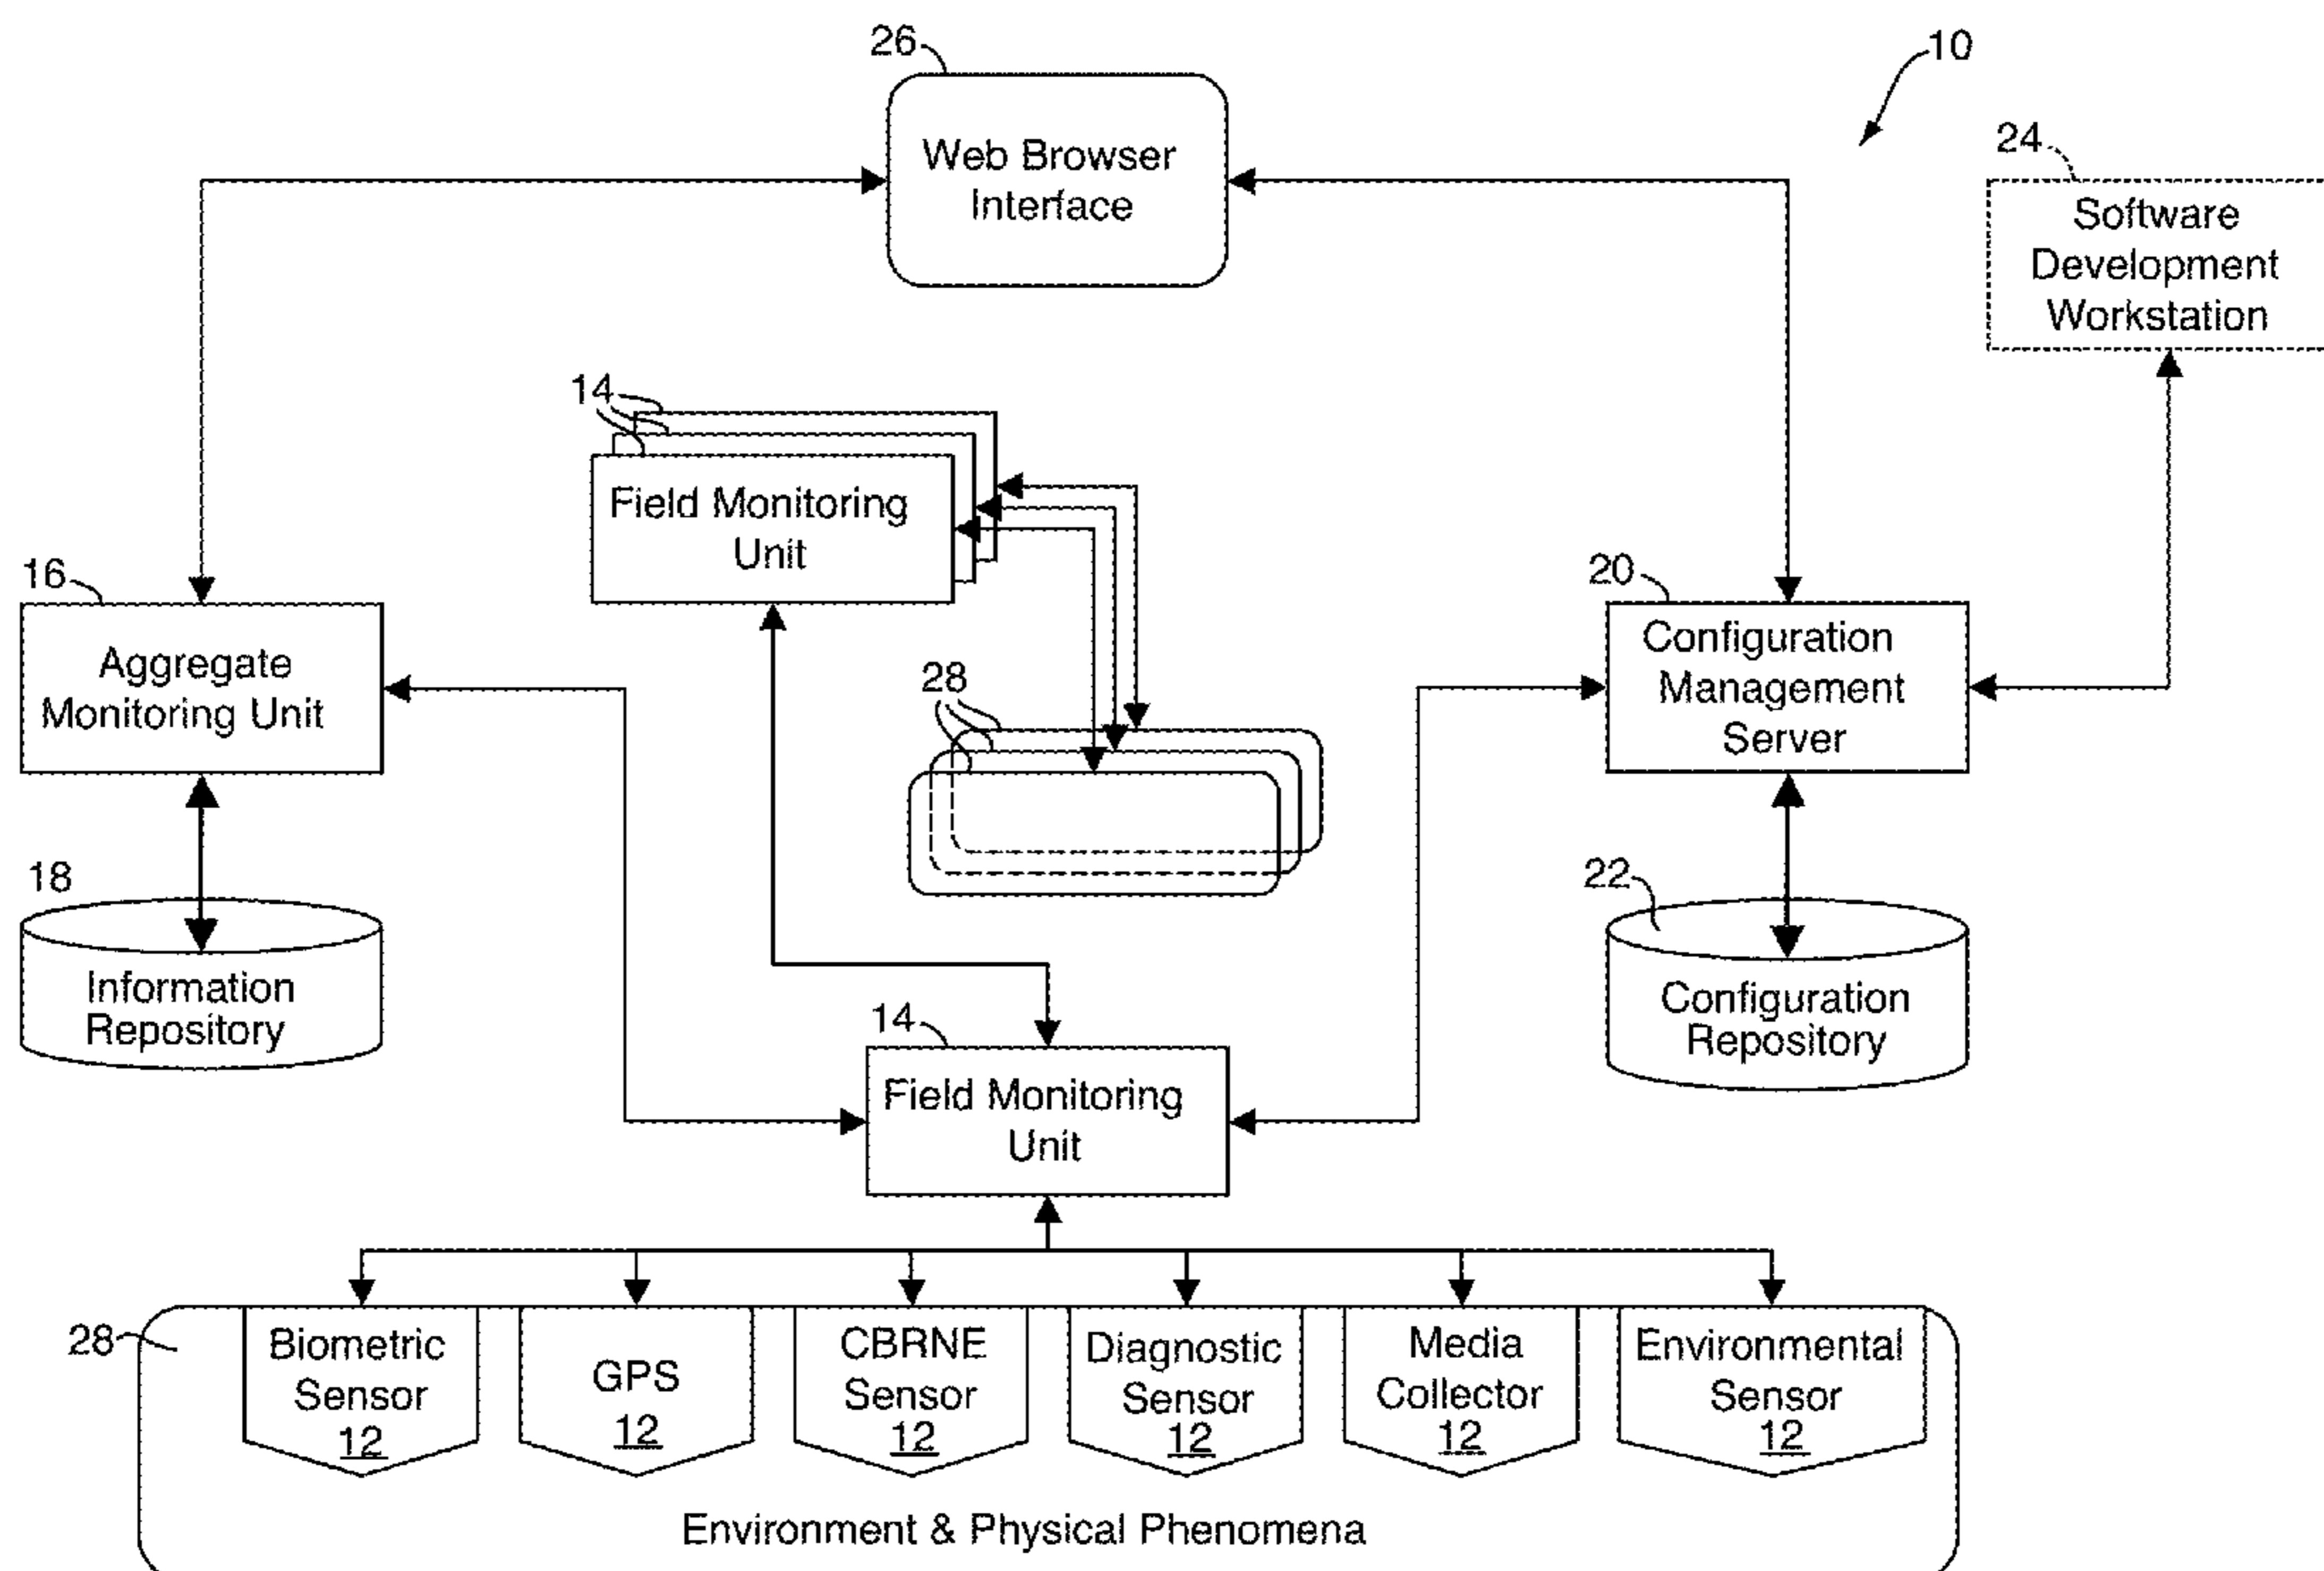 26
10
Web Browser
Interface
24
Software
Development
Workstation
14
Field Monitoring
Unit
16
Aggregate
Monitoring Unit
20
Configuration
Management
Server
28
18
Information
Repository
22
Configuration
Repository
14
Field Monitoring
Unit
28
Biometric
Sensor
12
GPS
12
CBRNE
Sensor
12
Diagnostic
Sensor
12
Media
Collector
12
Environmental
Sensor
12
Environment & Physical Phenomena